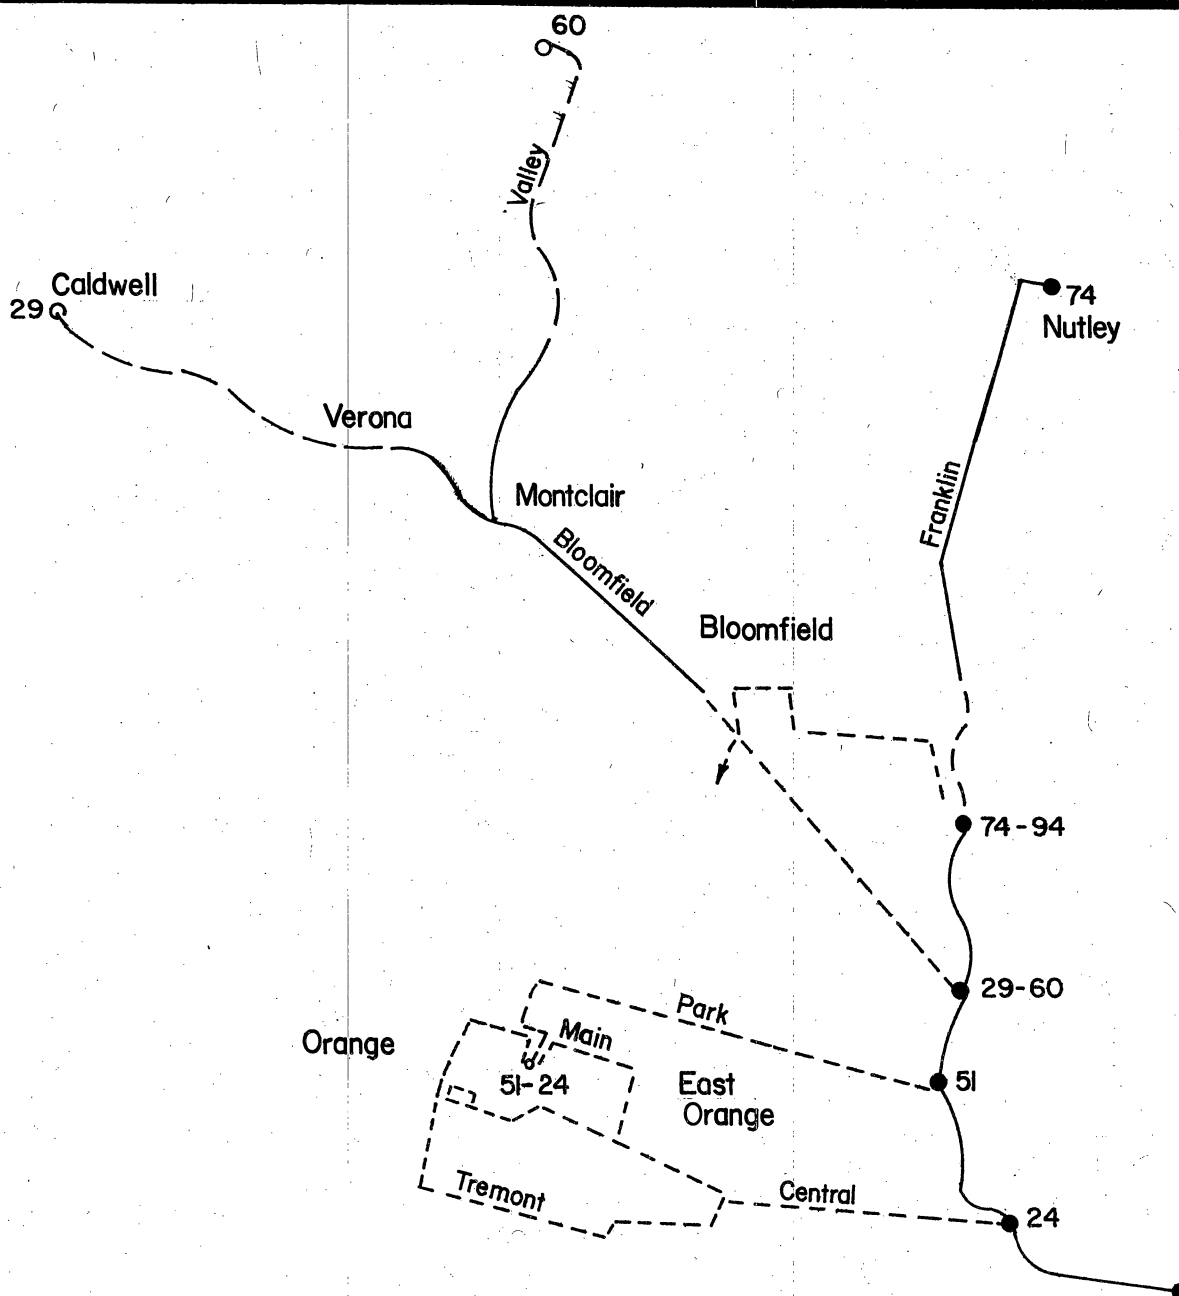 60
Valley
Caldwell
29
74
Nutley
Verona
Franklin
Montclair
Bloomfield
Bloomfield
74-94
29-60
Park
Main
Orange
51-24
East
Orange
51
Tremont
Central
24